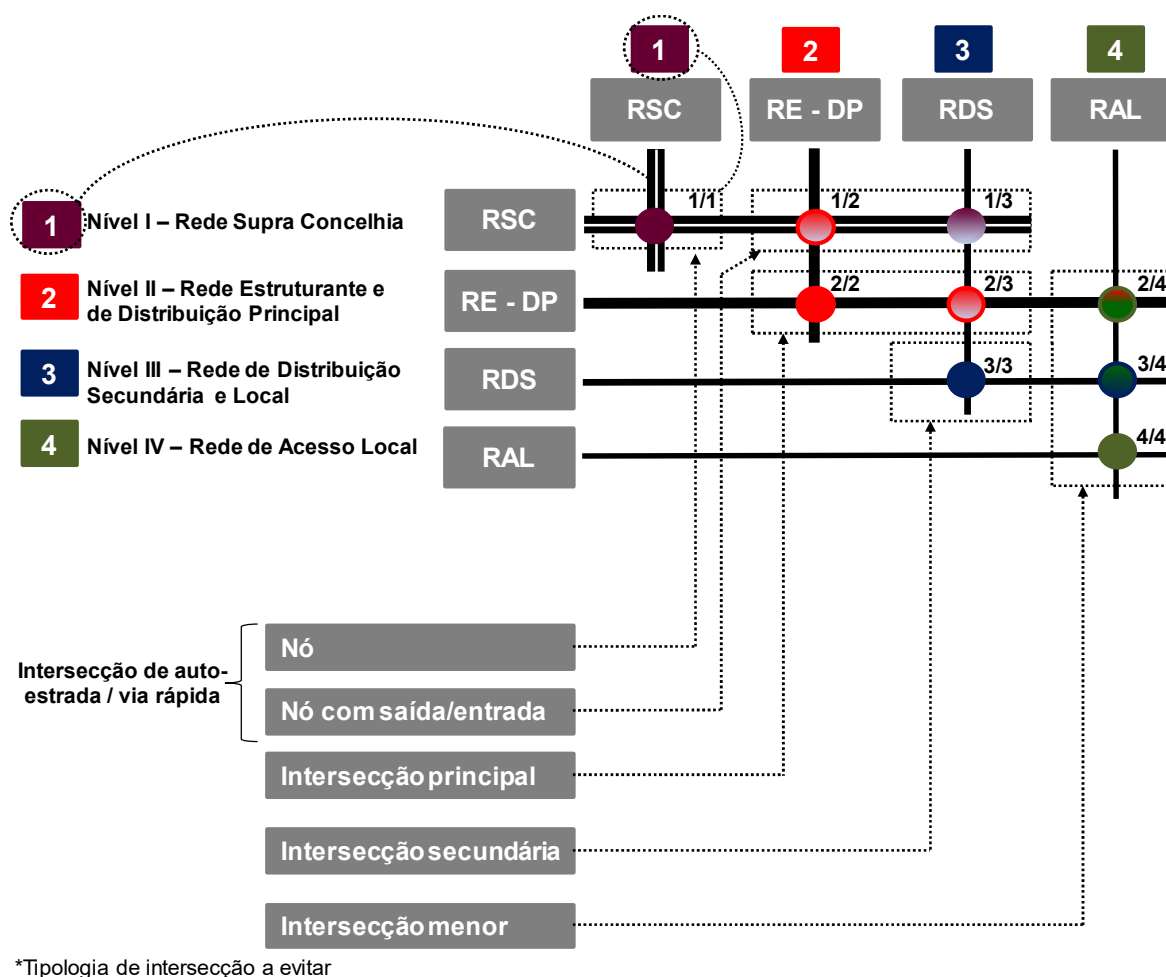 1 2 3 4
RSC RE - DP RDS RAL
1/1 1/2 1/3
1 Nível I – Rede Supra Concelhia RSC
2/2 2/3 2/4
2 Nível II – Rede Estruturante e
de Distribuição Principal
RE - DP
3/3 3/4
3 Nível III – Rede de Distribuição
Secundária e Local
RDS
4/4
4 Nível IV – Rede de Acesso Local
RAL
Intersecção de auto-
estrada / via rápida
Nó
Nó com saída/entrada
Intersecção principal
Intersecção secundária
Intersecção menor
*Tipologia de intersecção a evitar